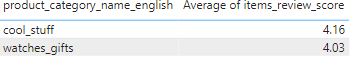 product_category_name_english Average of items_review_score
cool_stuff 4.16
watches_gifts 4.03